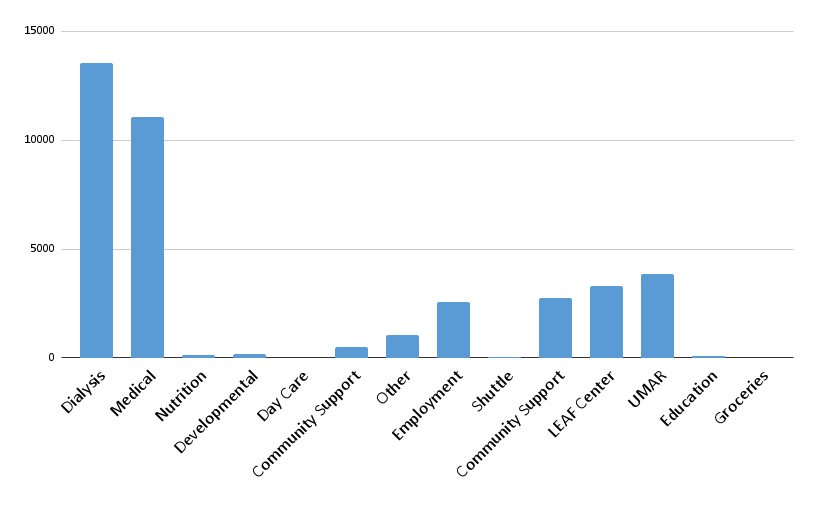 15000
10000
5000
0
Dialysis
Medical
Nutrition
Developmental
Day Care
Community Support
Other
Employment
Shuttle
Community Support
LEAF Center
UMAR
Education
Groceries